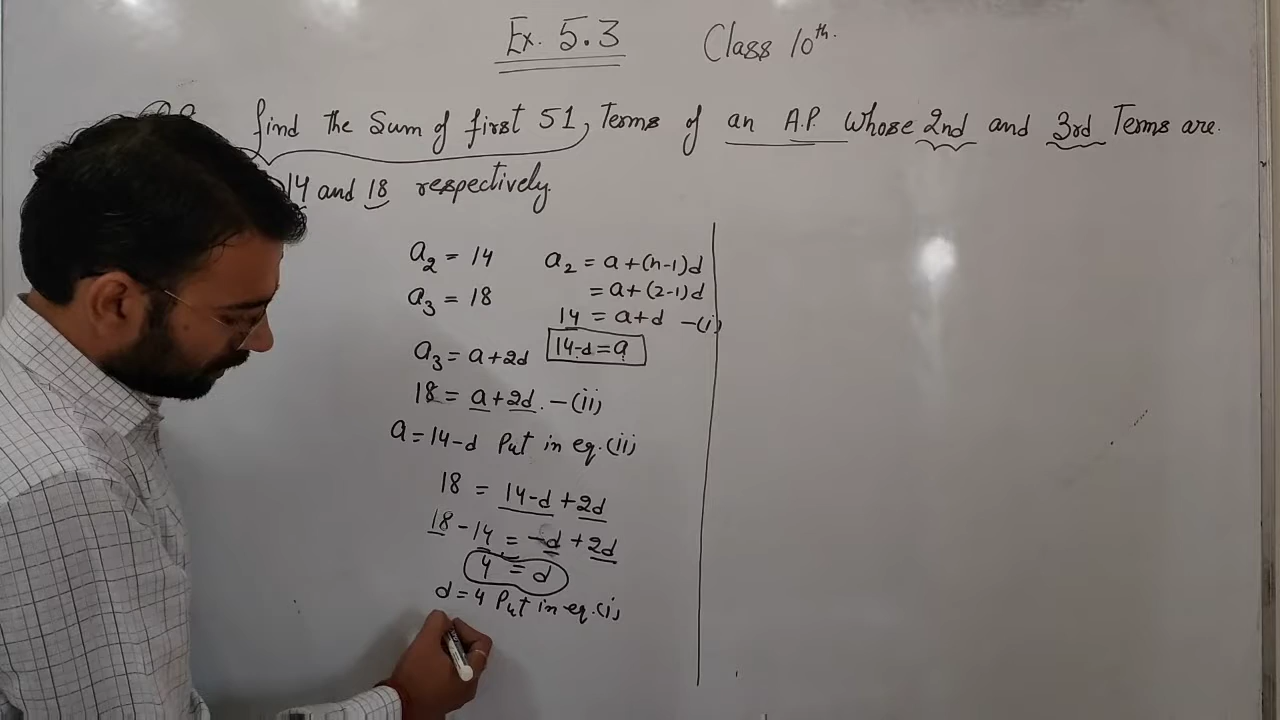 Ex. 5.3 Class 10th.
find the Sum of first 51, Terms of an A.P. Whose 2nd and 3rd Terms are.
14 and 18 respectively.
a2 = 14
a3 = 18
a2 = a+(n-1)d
= a+(2-1)d
14 = a+d -(i)
14-d=a
a3 = a+2d
18 = a+2d. -(ii)
a=14-d Put in eq.(ii)
18 = 14-d +2d
18-14 = -d +2d
4 = d
d=4 Put in eq.(i)